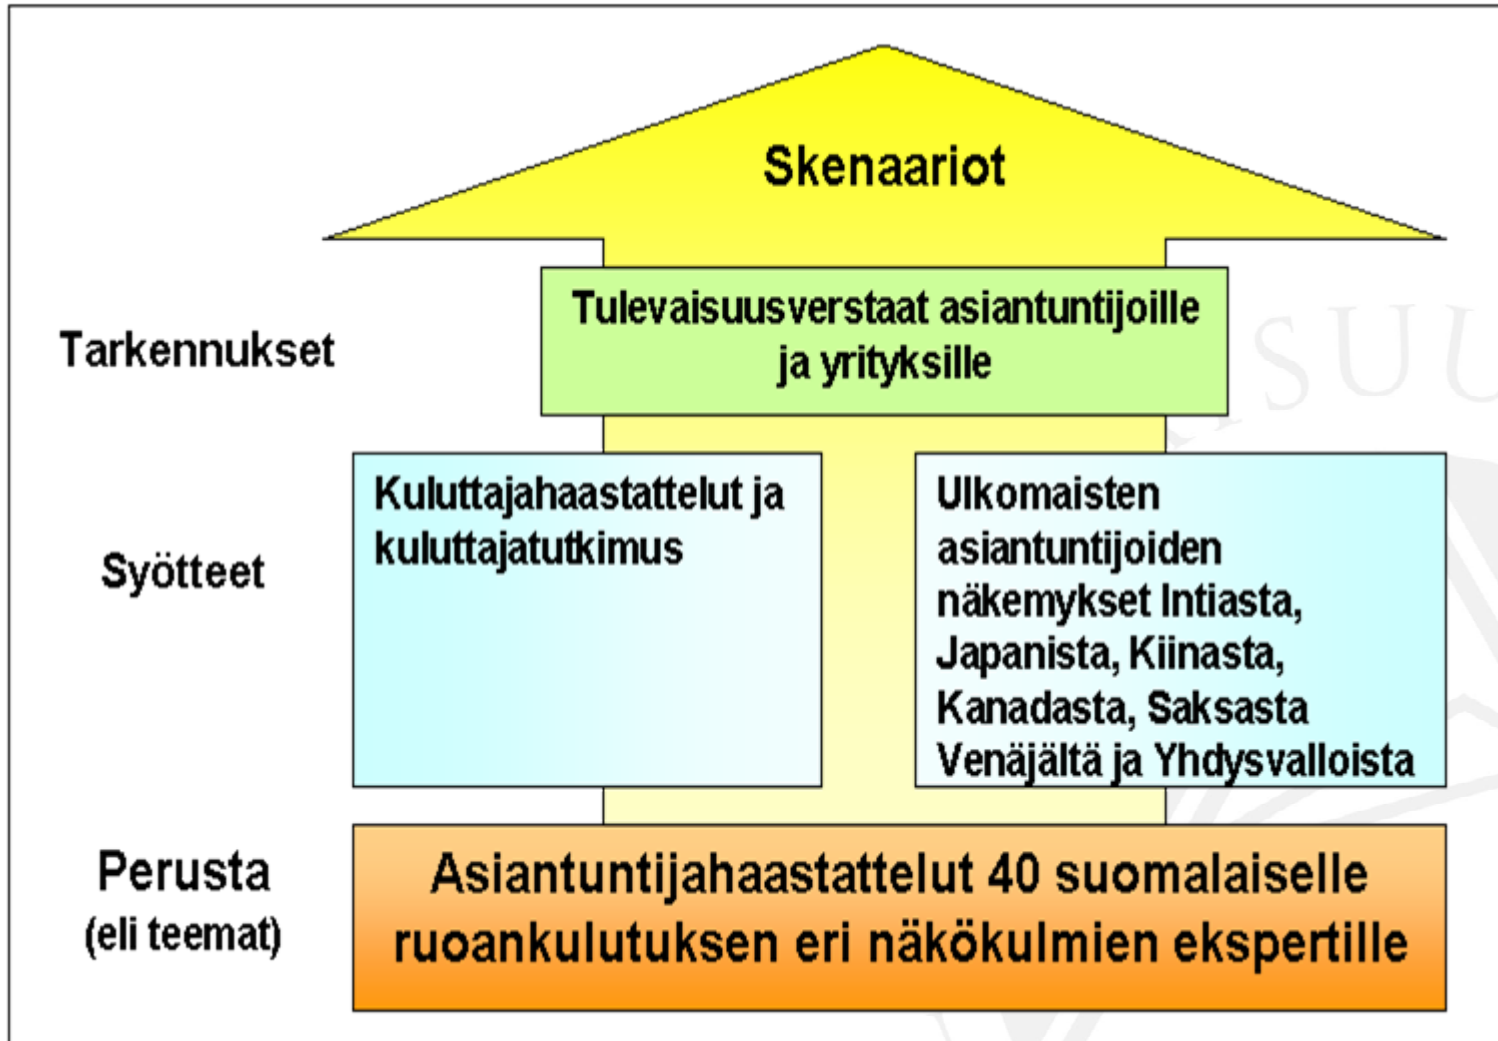 Skenaariot
Tarkennukset
Tulevaisuusverstaat asiantuntijoille
ja yrityksille
Syötteet
Kuluttajahaastattelut ja
kuluttajatutkimus
Ulkomaisten
asiantuntijoiden
näkemykset Intiasta,
Japanista, Kiinasta,
Kanadasta, Saksasta
Venäjältä ja Yhdysvalloista
Perusta
(eli teemat)
Asiantuntijahaastattelut 40 suomalaiselle
ruoankulutuksen eri näkökulmien ekspertille